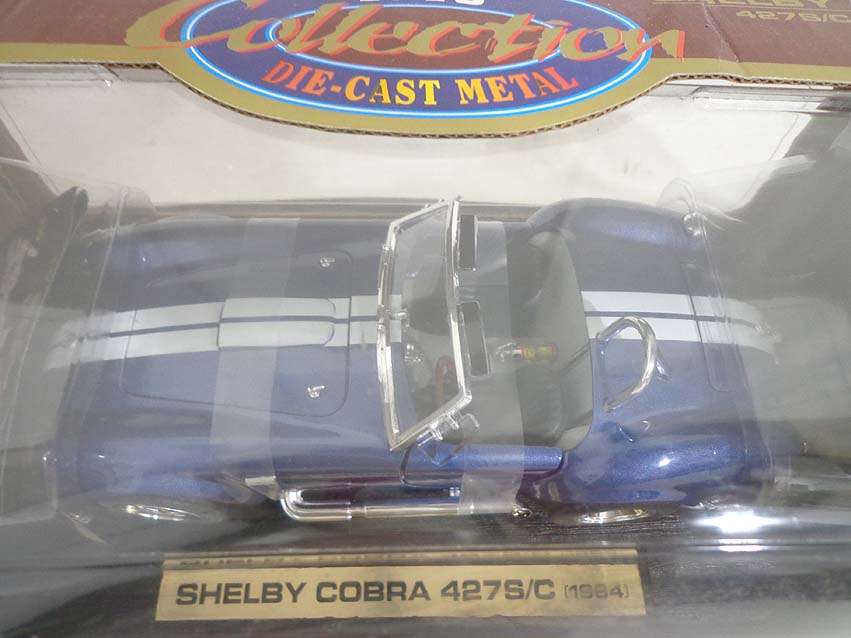 SHELBY
427S/C
Collection
DIE-CAST METAL
SHELBY COBRA 427S/C (1964)